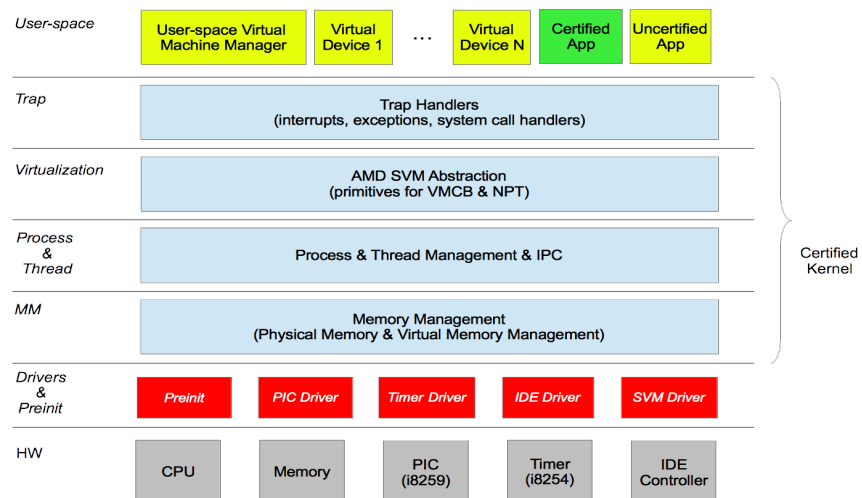 User-space
User-space Virtual
Machine Manager
Virtual
Device 1
...
Virtual
Device N
Certified
App
Uncertified
App
Trap
Trap Handlers
(interrupts, exceptions, system call handlers)
Virtualization
AMD SVM Abstraction
(primitives for VMCB & NPT)
Process
&
Thread
Process & Thread Management & IPC
Certified
Kernel
MM
Memory Management
(Physical Memory & Virtual Memory Management)
Drivers
&
Preinit
Preinit
PIC Driver
Timer Driver
IDE Driver
SVM Driver
HW
CPU
Memory
PIC
(i8259)
Timer
(i8254)
IDE
Controller